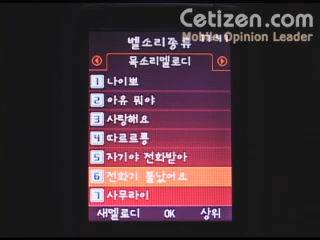 Cetizen.com
Mobile Opinion Leader
벨소리종류
목소리멜로디
1 나이뽀
2 아유 뭐야
3 사랑해요
4 따르르릉
5 자기야 전화받아
6 전화기 불났어요
7 사무라이
새멜로디 OK 상위